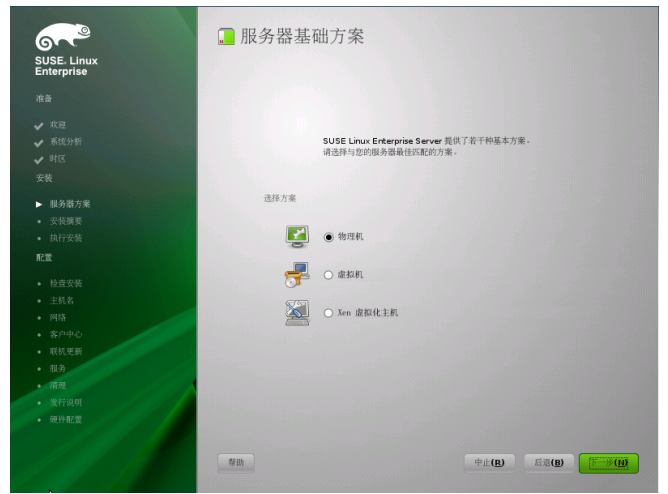 SUSE. Linux
Enterprise
准备
欢迎
系统分析
时区
安装
服务器方案
安装摘要
执行安装
配置
检查安装
主机名
网络
客户中心
联机更新
服务
清理
发行说明
硬件配置
服务器基础方案
SUSE Linux Enterprise Server 提供了若干种基本方案。
请选择与您的服务器最佳匹配的方案。
选择方案
物理机
虚拟机
Xen 虚拟化主机
帮助
中止(R)
后退(B)
下一步(N)